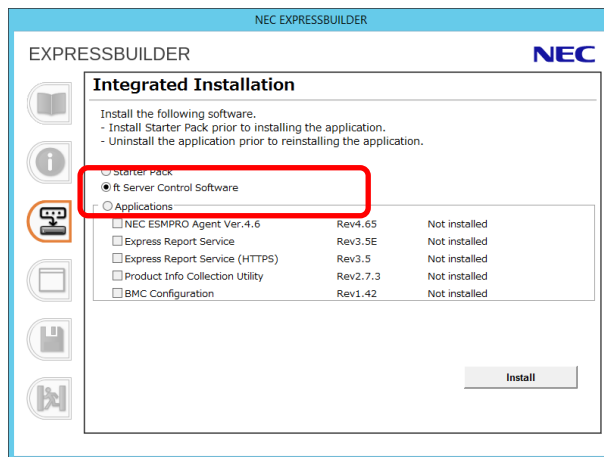 NEC EXPRESSBUILDER
EXPRESSBUILDER NEC
Integrated Installation
Install the following software.
- Install Starter Pack prior to installing the application.
- Uninstall the application prior to reinstalling the application.
Starter Pack
ft Server Control Software
Applications
NEC ESMPRO Agent Ver.4.6 Rev4.65 Not installed
Express Report Service Rev3.5E Not installed
Express Report Service (HTTPS) Rev3.5 Not installed
Product Info Collection Utility Rev2.7.3 Not installed
BMC Configuration Rev1.42 Not installed
Install